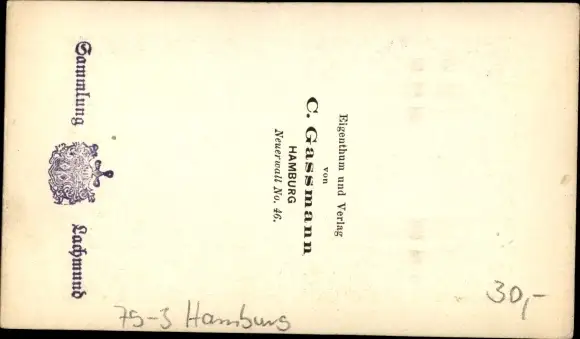 Sammlung
Lachmund
Eigenthum und Verlag
von
C. Gassmann
HAMBURG
Neuerwall No. 46.
79-3 Hamburg
30,-